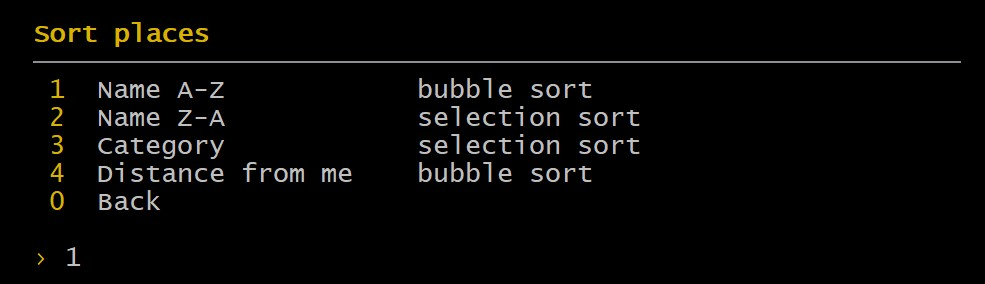 Sort places
1 Name A-Z bubble sort
2 Name Z-A selection sort
3 Category selection sort
4 Distance from me bubble sort
0 Back
› 1